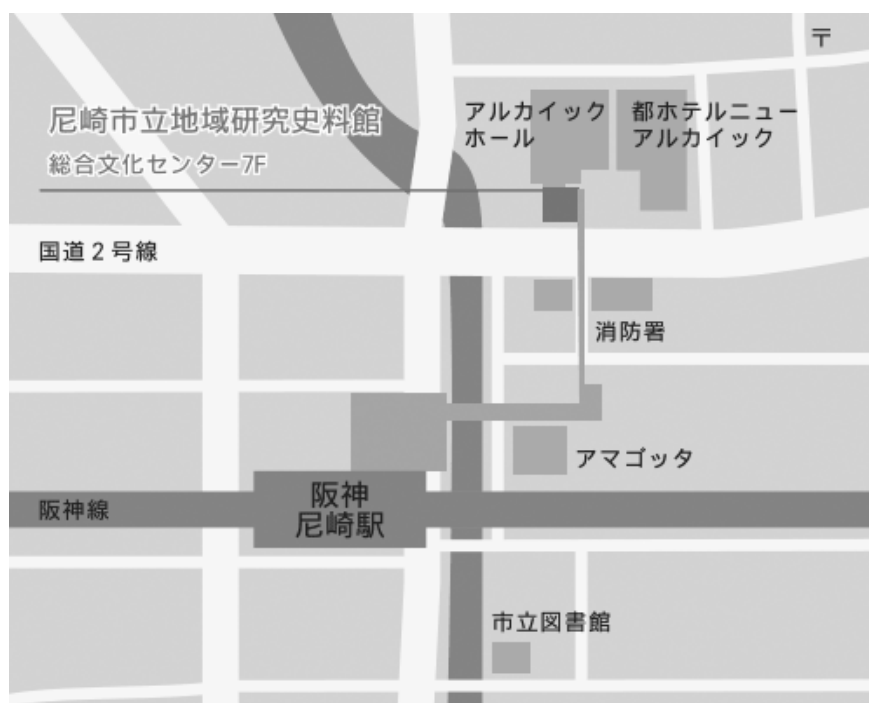 〒
アルカイック
ホール
都ホテルニュー
アルカイック
尼崎市立地域研究史料館
総合文化センター7F
国道2号線
消防署
アマゴッタ
阪神
尼崎駅
阪神線
市立図書館